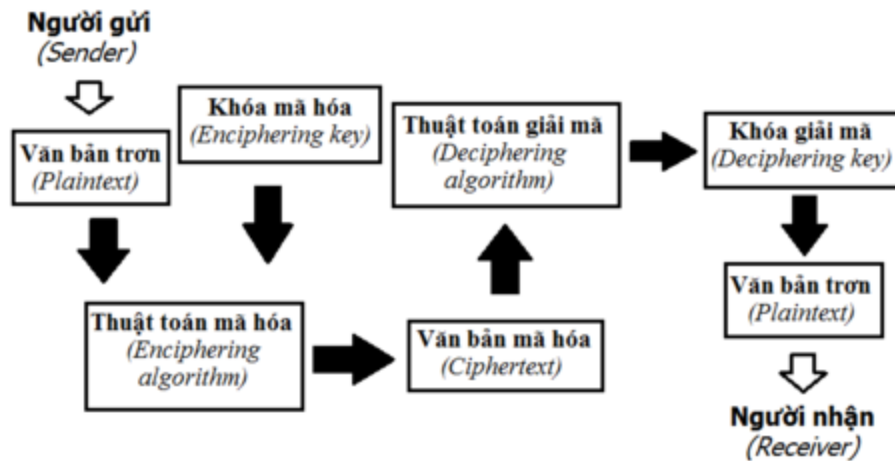 Người gửi
(Sender)
Văn bản trơn
(Plaintext)
Khóa mã hóa
(Enciphering key)
Thuật toán mã hóa
(Enciphering
algorithm)
Văn bản mã hóa
(Ciphertext)
Thuật toán giải mã
(Deciphering
algorithm)
Khóa giải mã
(Deciphering key)
Văn bản trơn
(Plaintext)
Người nhận
(Receiver)